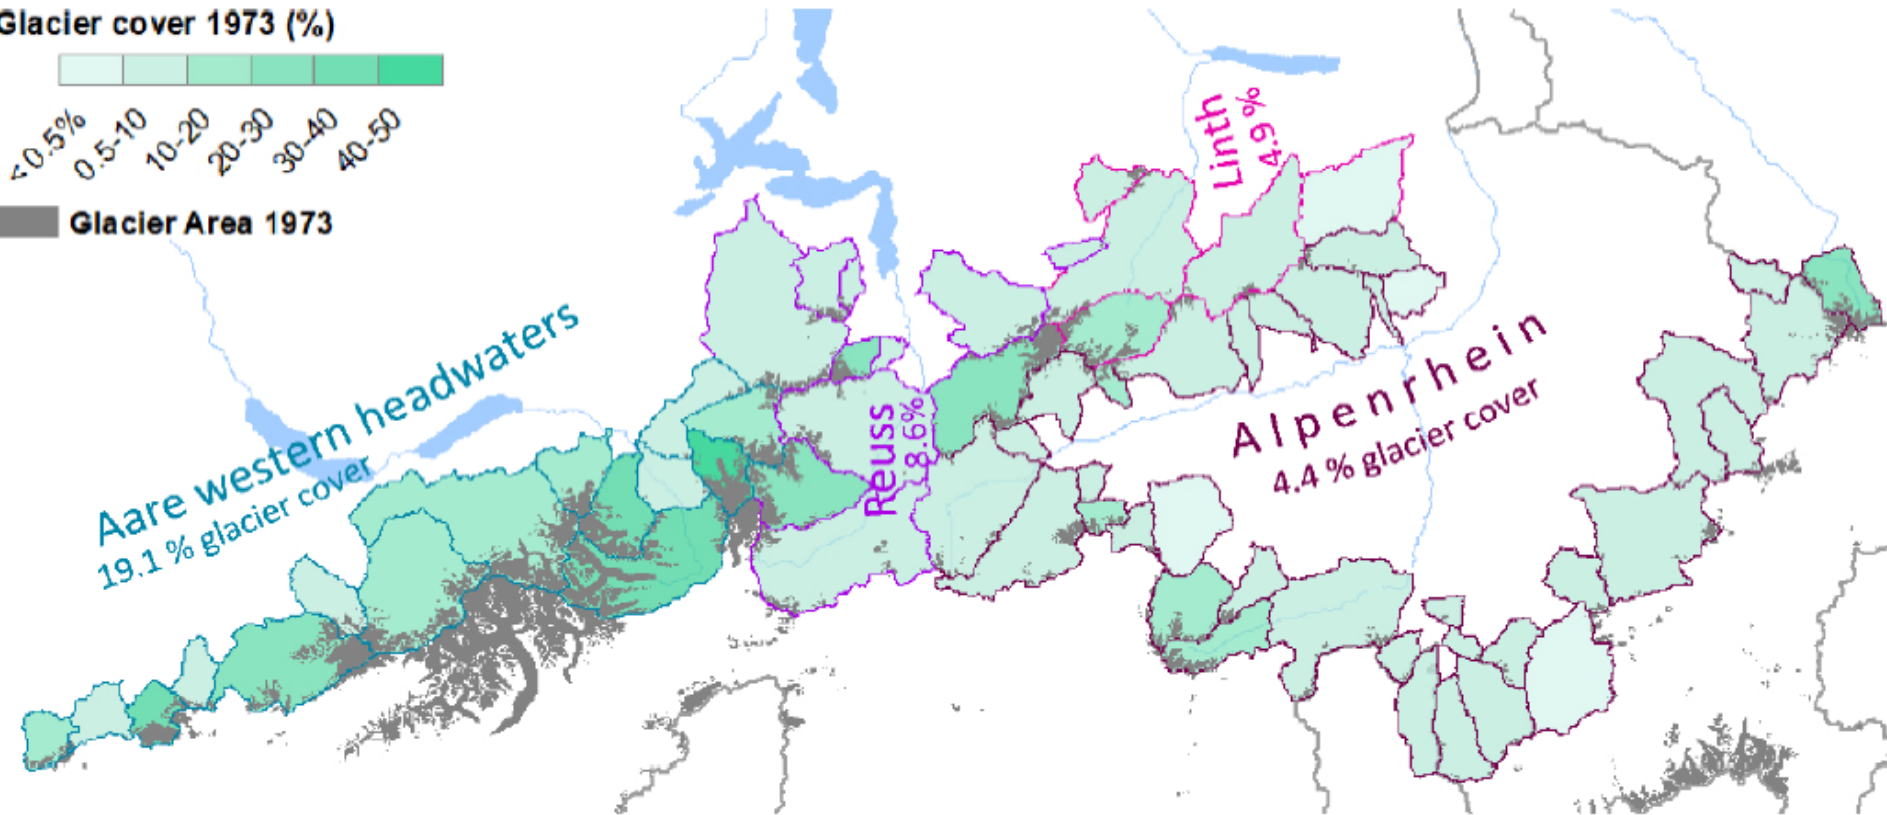 Glacier cover 1973 (%)
<0.5%
0.5-10
10-20
20-30
30-40
40-50
Glacier Area 1973
Aare western headwaters
19.1 % glacier cover
Reuss
18.6%
Linth
4.9 %
Alpenrhein
4.4 % glacier cover